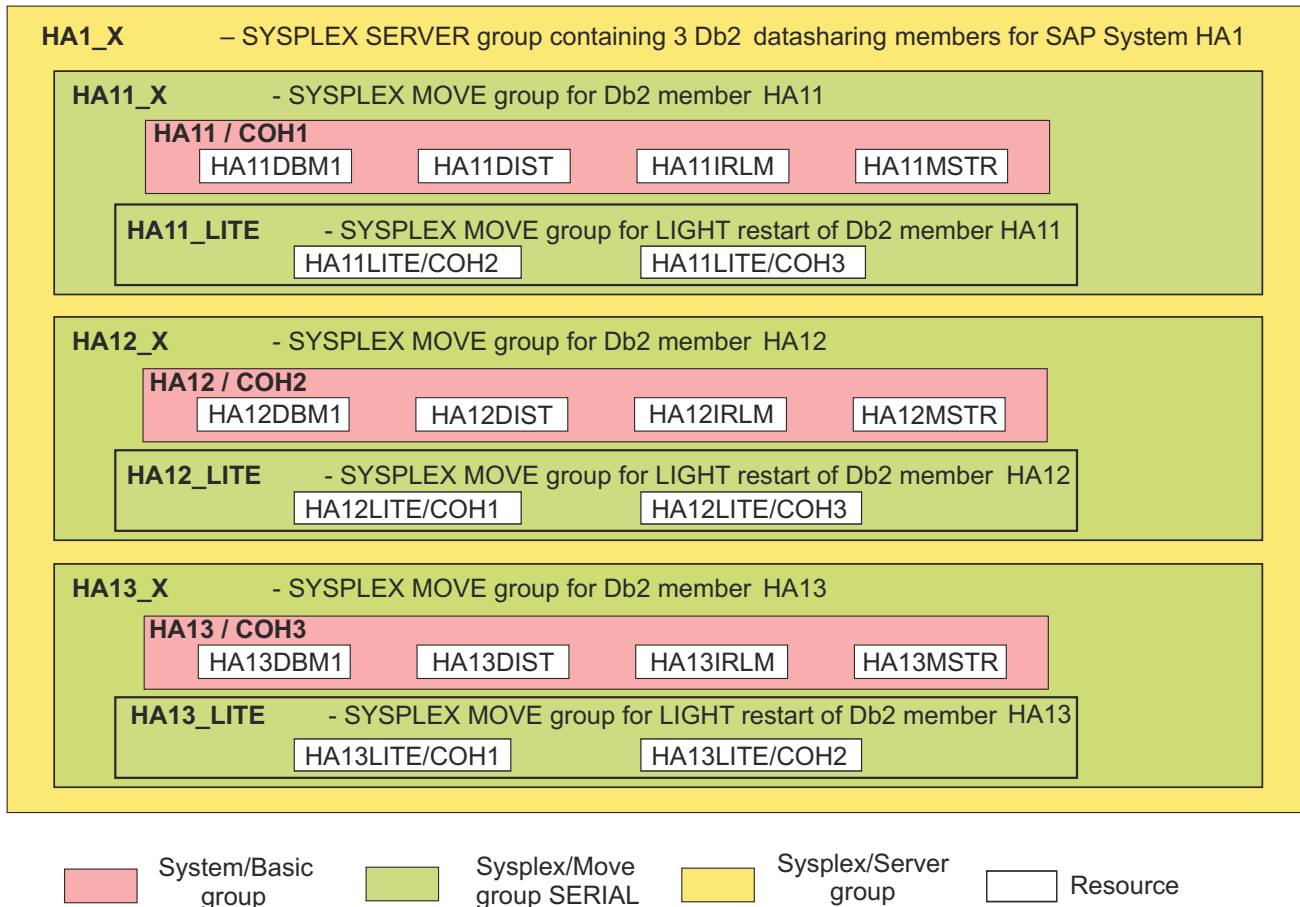 HA1_X – SYSPLEX SERVER group containing 3 Db2 datasharing members for SAP System HA1
HA11_X - SYSPLEX MOVE group for Db2 member HA11
HA11 / COH1
HA11DBM1 HA11DIST HA11IRLM HA11MSTR
HA11_LITE - SYSPLEX MOVE group for LIGHT restart of Db2 member HA11
HA11LITE/COH2 HA11LITE/COH3
HA12_X - SYSPLEX MOVE group for Db2 member HA12
HA12 / COH2
HA12DBM1 HA12DIST HA12IRLM HA12MSTR
HA12_LITE - SYSPLEX MOVE group for LIGHT restart of Db2 member HA12
HA12LITE/COH1 HA12LITE/COH3
HA13_X - SYSPLEX MOVE group for Db2 member HA13
HA13 / COH3
HA13DBM1 HA13DIST HA13IRLM HA13MSTR
HA13_LITE - SYSPLEX MOVE group for LIGHT restart of Db2 member HA13
HA13LITE/COH1 HA13LITE/COH2
System/Basic
group
Sysplex/Move
group SERIAL
Sysplex/Server
group
Resource